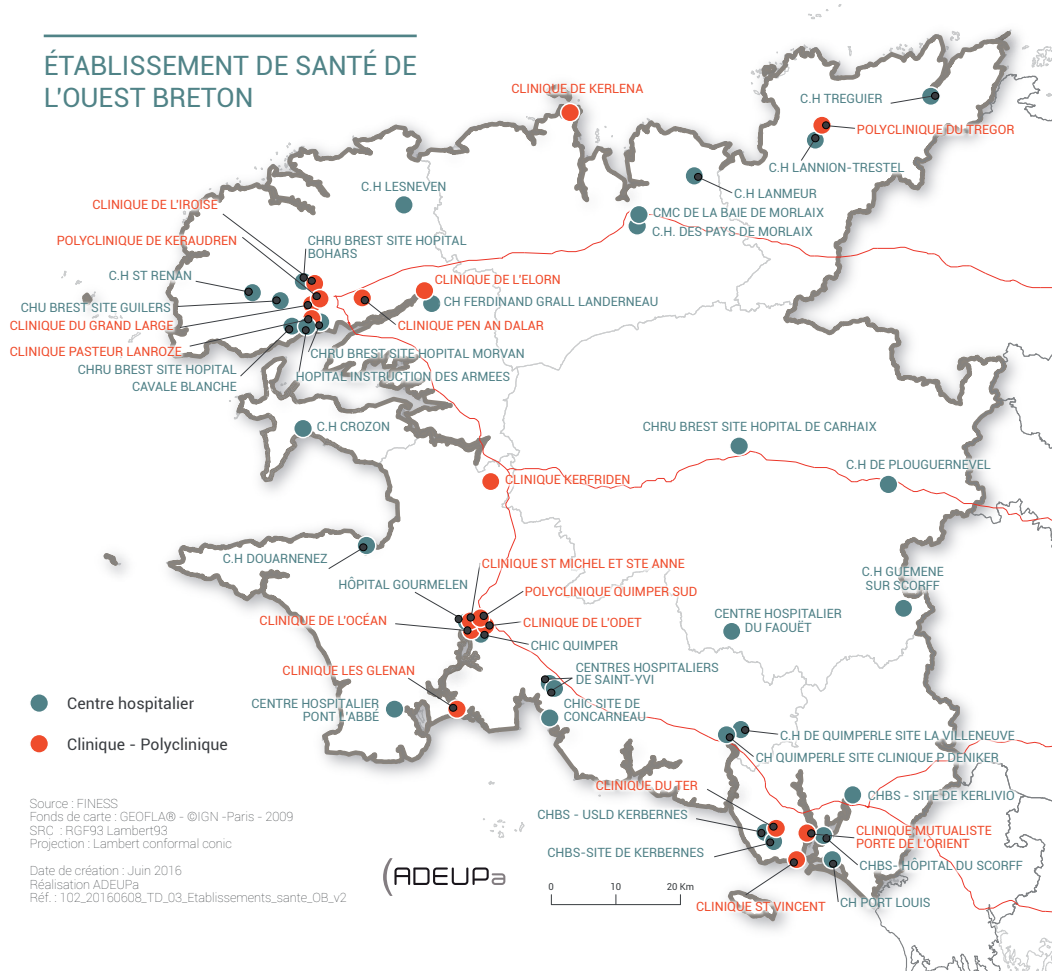 ÉTABLISSEMENT DE SANTÉ DE
L'OUEST BRETON
CLINIQUE DE KERLENA
C.H TREGUIER
POLYCLINIQUE DU TREGOR
C.H LANNION-TRESTEL
C.H LESNEVEN
C.H LANMEUR
CLINIQUE DE L'IROISE
CMC DE LA BAIE DE MORLAIX
C.H. DES PAYS DE MORLAIX
POLYCLINIQUE DE KERAUDREN
CHRU BREST SITE HOPITAL
BOHARS
C.H ST RENAN
CLINIQUE DE L'ELORN
CHU BREST SITE GUILERS
CH FERDINAND GRALL LANDERNEAU
CLINIQUE DU GRAND LARGE
CLINIQUE PEN AN DALAR
CLINIQUE PASTEUR LANROZE
CHRU BREST SITE HOPITAL MORVAN
CHRU BREST SITE HOPITAL
CAVALE BLANCHE
HOPITAL INSTRUCTION DES ARMEES
C.H CROZON
CHRU BREST SITE HOPITAL DE CARHAIX
C.H DE PLOUGUERNEVEL
CLINIQUE KERFRIDEN
C.H DOUARNENEZ
CLINIQUE ST MICHEL ET STE ANNE
C.H GUEMENE
SUR SCORFF
HÔPITAL GOURMELEN
POLYCLINIQUE QUIMPER SUD
CLINIQUE DE L'OCÉAN
CLINIQUE DE L'ODET
CENTRE HOSPITALIER
DU FAOUËT
CHIC QUIMPER
CLINIQUE LES GLENAN
CENTRES HOSPITALIERS
DE SAINT-YVI
CENTRE HOSPITALIER
PONT L'ABBÉ
CHIC SITE DE
CONCARNEAU
Centre hospitalier
Clinique - Polyclinique
C.H DE QUIMPERLE SITE LA VILLENEUVE
CH QUIMPERLE SITE CLINIQUE P DENIKER
CLINIQUE DU TER
CHBS - SITE DE KERLIVIO
CHBS - USLD KERBERNES
CLINIQUE MUTUALISTE
PORTE DE L'ORIENT
CHBS-SITE DE KERBERNES
CHBS- HÔPITAL DU SCORFF
CLINIQUE ST VINCENT
CH PORT LOUIS
Source : FINESS
Fonds de carte : GEOFLA® - ©IGN -Paris - 2009
SRC : RGF93 Lambert93
Projection : Lambert conformal conic
Date de création : Juin 2016
Réalisation ADEUPa
Réf. : 102_20160608_TD_03_Etablissements_sante_OB_v2
ADEUPa
0 10 20 Km